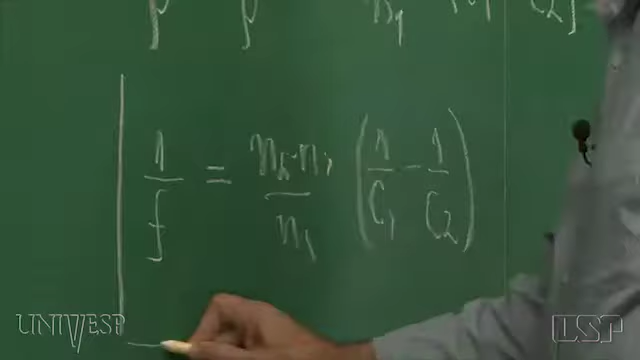 1/f = n₂-n₁/n₁ (1/C₁ - 1/C₂)
UNIVESP USP